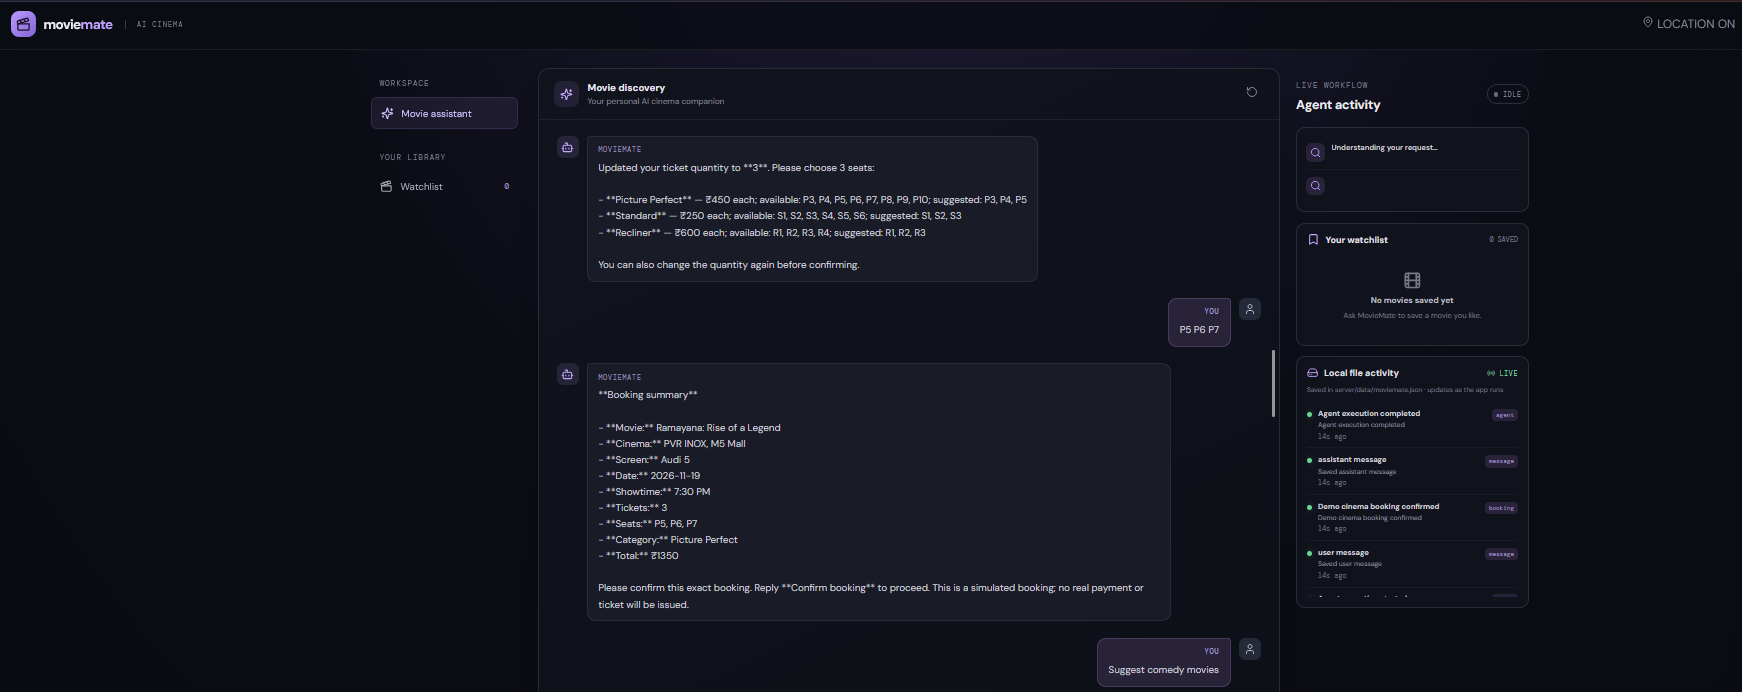 moviemate | AI CINEMA
LOCATION ON
WORKSPACE
Movie assistant
YOUR LIBRARY
Watchlist 0
Movie discovery
Your personal AI cinema companion
MOVIEMATE
Updated your ticket quantity to **3**. Please choose 3 seats:
- **Picture Perfect** — ₹450 each; available: P3, P4, P5, P6, P7, P8, P9, P10; suggested: P3, P4, P5
- **Standard** — ₹250 each; available: S1, S2, S3, S4, S5, S6; suggested: S1, S2, S3
- **Recliner** — ₹600 each; available: R1, R2, R3, R4; suggested: R1, R2, R3
You can also change the quantity again before confirming.
YOU
P5 P6 P7
MOVIEMATE
**Booking summary**
- **Movie:** Ramayana: Rise of a Legend
- **Cinema:** PVR INOX, M5 Mall
- **Screen:** Audi 5
- **Date:** 2026-11-19
- **Showtime:** 7:30 PM
- **Tickets:** 3
- **Seats:** P5, P6, P7
- **Category:** Picture Perfect
- **Total:** ₹1350
Please confirm this exact booking. Reply **Confirm booking** to proceed. This is a simulated booking; no real payment or
ticket will be issued.
YOU
Suggest comedy movies
LIVE WORKFLOW
Agent activity
IDLE
Understanding your request...
Your watchlist
0 SAVED
No movies saved yet
Ask MovieMate to save a movie you like.
Local file activity
LIVE
Saved in server/data/moviemate.json · updates as the app runs
Agent execution completed
agent
Agent execution completed
14s ago
assistant message
message
Saved assistant message
14s ago
Demo cinema booking confirmed
booking
Demo cinema booking confirmed
14s ago
user message
message
Saved user message
14s ago